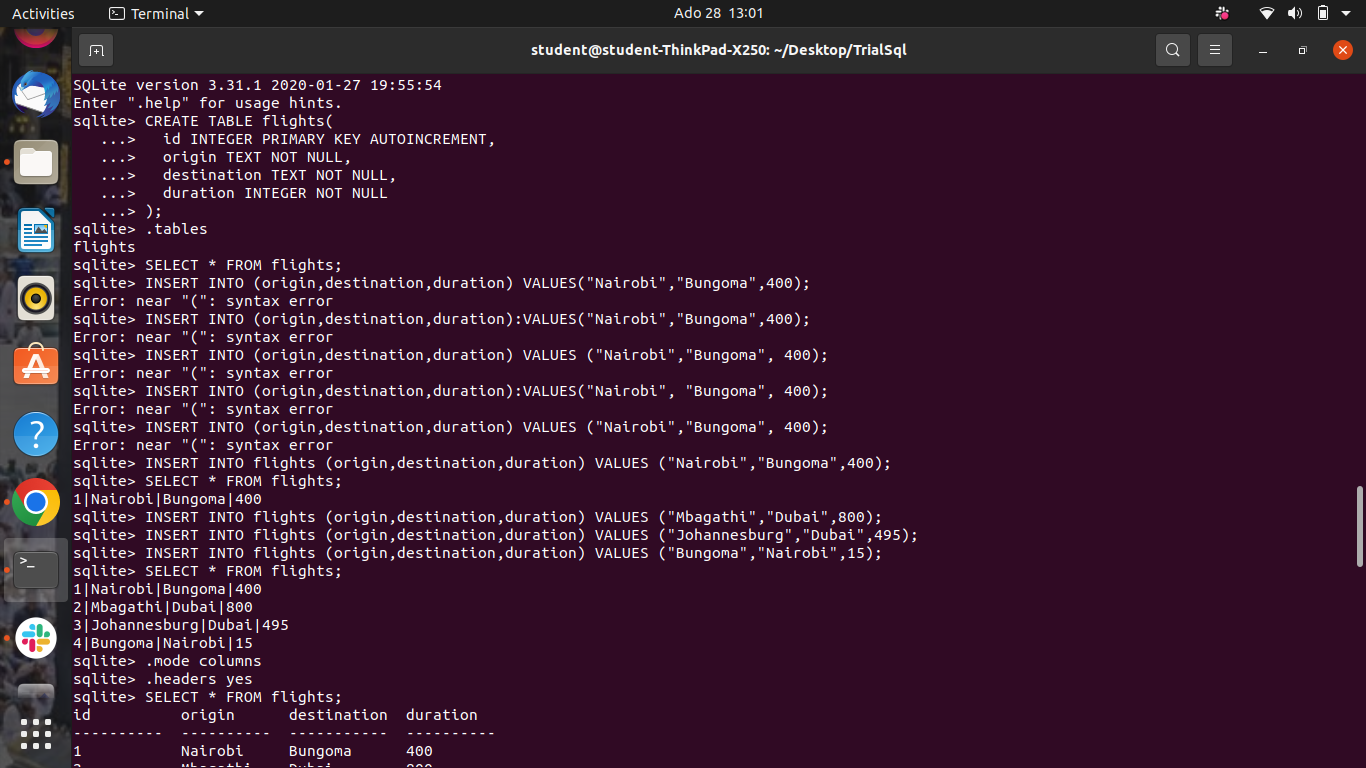 Activities Terminal Ado 28 13:01
student@student-ThinkPad-X250: ~/Desktop/TrialSql
SQLite version 3.31.1 2020-01-27 19:55:54
Enter ".help" for usage hints.
sqlite> CREATE TABLE flights(
   ...>   id INTEGER PRIMARY KEY AUTOINCREMENT,
   ...>   origin TEXT NOT NULL,
   ...>   destination TEXT NOT NULL,
   ...>   duration INTEGER NOT NULL
   ...> );
sqlite> .tables
flights
sqlite> SELECT * FROM flights;
sqlite> INSERT INTO (origin,destination,duration) VALUES("Nairobi","Bungoma",400);
Error: near "(": syntax error
sqlite> INSERT INTO (origin,destination,duration):VALUES("Nairobi","Bungoma",400);
Error: near "(": syntax error
sqlite> INSERT INTO (origin,destination,duration) VALUES ("Nairobi","Bungoma", 400);
Error: near "(": syntax error
sqlite> INSERT INTO (origin,destination,duration):VALUES("Nairobi", "Bungoma", 400);
Error: near "(": syntax error
sqlite> INSERT INTO (origin,destination,duration) VALUES ("Nairobi","Bungoma", 400);
Error: near "(": syntax error
sqlite> INSERT INTO flights (origin,destination,duration) VALUES ("Nairobi","Bungoma",400);
sqlite> SELECT * FROM flights;
1|Nairobi|Bungoma|400
sqlite> INSERT INTO flights (origin,destination,duration) VALUES ("Mbagathi","Dubai",800);
sqlite> INSERT INTO flights (origin,destination,duration) VALUES ("Johannesburg","Dubai",495);
sqlite> INSERT INTO flights (origin,destination,duration) VALUES ("Bungoma","Nairobi",15);
sqlite> SELECT * FROM flights;
1|Nairobi|Bungoma|400
2|Mbagathi|Dubai|800
3|Johannesburg|Dubai|495
4|Bungoma|Nairobi|15
sqlite> .mode columns
sqlite> .headers yes
sqlite> SELECT * FROM flights;
id          origin      destination  duration
----------  ----------  -----------  ----------
1           Nairobi     Bungoma      400